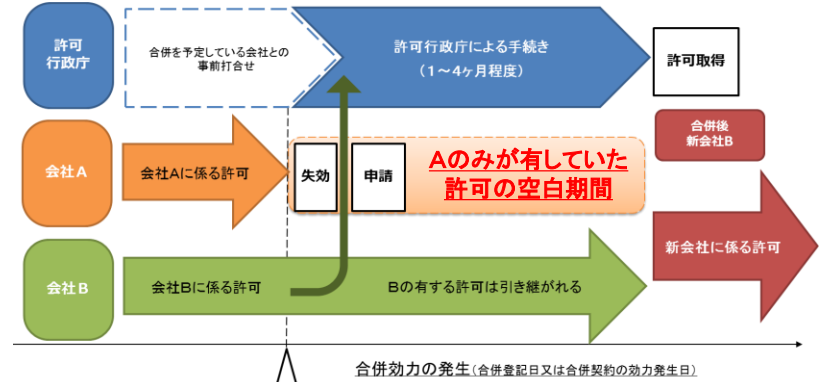 許可
行政庁
合併を予定している会社との
事前打合せ
許可行政庁による手続き
（１～４ヶ月程度）
許可取得
会社Ａ
会社Ａに係る許可
失効
申請
Ａのみが有していた
許可の空白期間
合併後
新会社Ｂ
会社Ｂ
会社Ｂに係る許可
Ｂの有する許可は引き継がれる
新会社に係る許可
合併効力の発生（合併登記日又は合併契約の効力発生日）